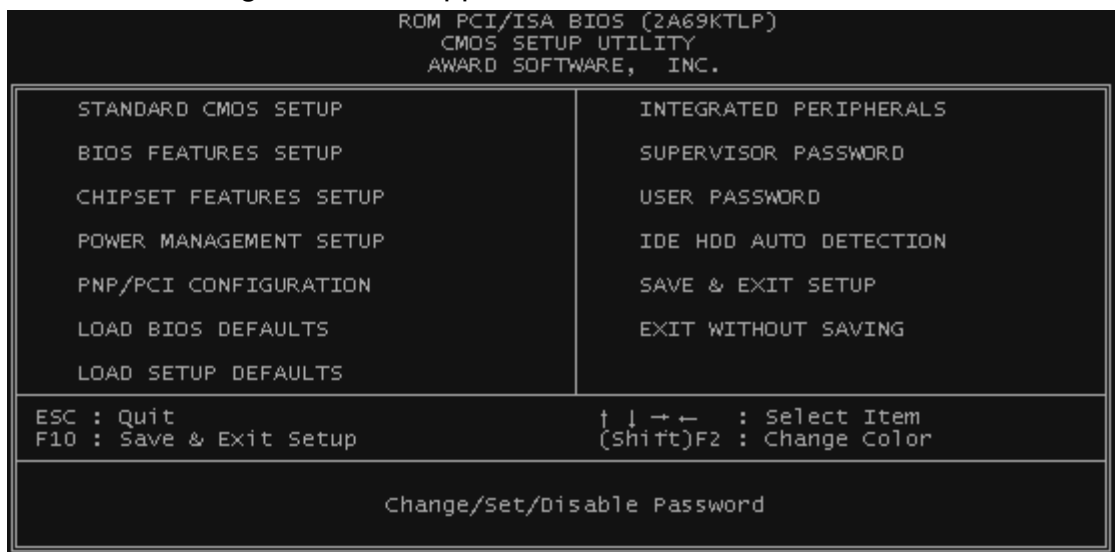 ROM PCI/ISA BIOS (2A69KTLP)
CMOS SETUP UTILITY
AWARD SOFTWARE, INC.
STANDARD CMOS SETUP
BIOS FEATURES SETUP
CHIPSET FEATURES SETUP
POWER MANAGEMENT SETUP
PNP/PCI CONFIGURATION
LOAD BIOS DEFAULTS
LOAD SETUP DEFAULTS
INTEGRATED PERIPHERALS
SUPERVISOR PASSWORD
USER PASSWORD
IDE HDD AUTO DETECTION
SAVE & EXIT SETUP
EXIT WITHOUT SAVING
ESC : Quit
F10 : Save & Exit Setup
↑ ↓ → ← : Select Item
(Shift)F2 : Change Color
Change/Set/Disable Password